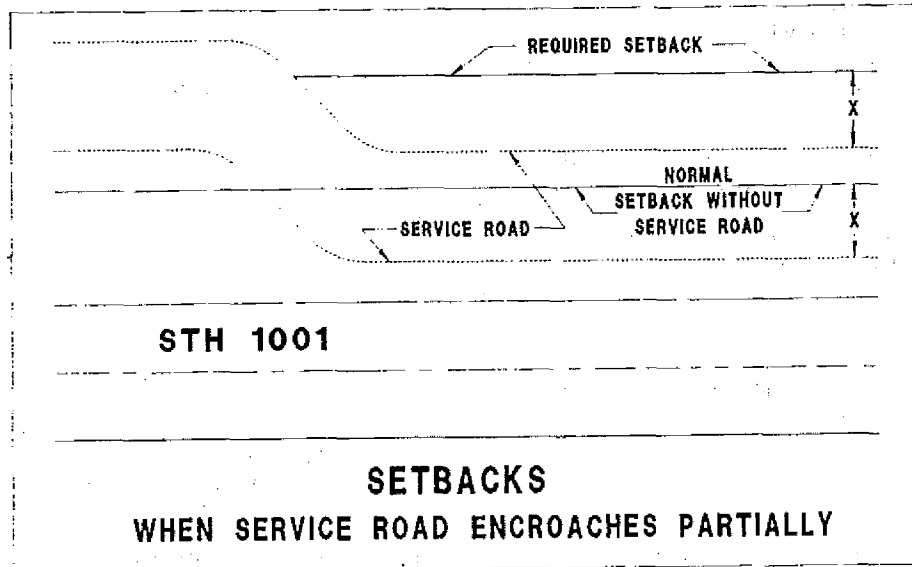 REQUIRED SETBACK
X
NORMAL
SETBACK WITHOUT
SERVICE ROAD
X
SERVICE ROAD
STH 1001
SETBACKS
WHEN SERVICE ROAD ENCROACHES PARTIALLY